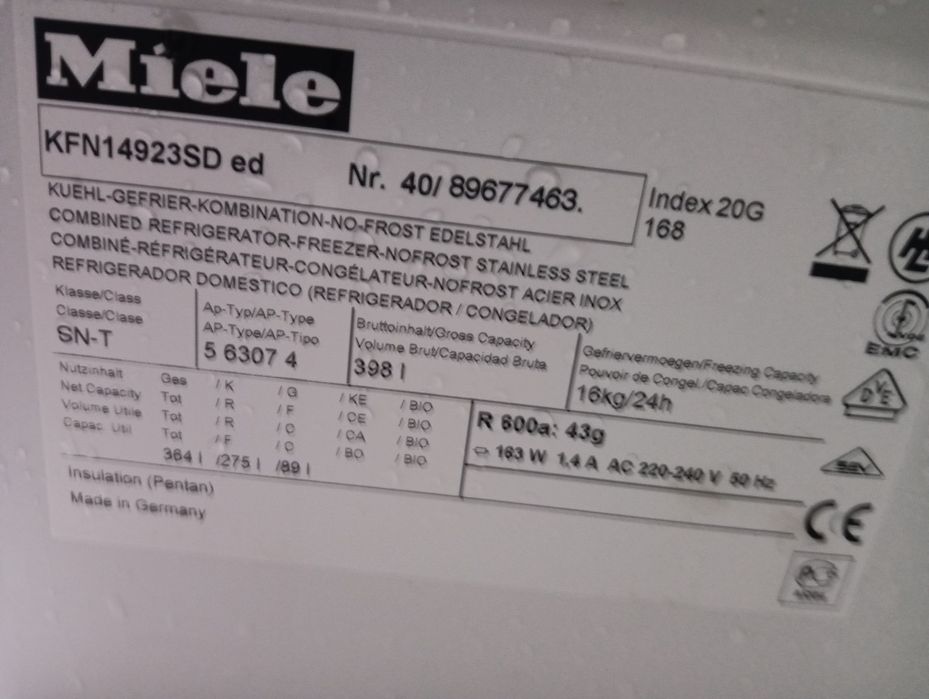 Miele
KFN14923SD ed Nr. 40/ 89677463.
Index 20G
168
KUEHL-GEFRIER-KOMBINATION-NO-FROST EDELSTAHL
COMBINED REFRIGERATOR-FREEZER-NOFROST STAINLESS STEEL
COMBINÉ-RÉFRIGÉRATEUR-CONGÉLATEUR-NOFROST ACIER INOX
REFRIGERADOR DOMESTICO (REFRIGERADOR / CONGELADOR)
Klasse/Class
Classe/Clase
SN-T
Ap-Typ/AP-Type
AP-Type/AP-Tipo
5 6307 4
Bruttoinhalt/Gross Capacity
Volume Brut/Capacidad Bruta
398 l
Gefriervermoegen/Freezing Capacity
Pouvoir de Congel./Capac Congeladora
16kg/24h
Nutzinhalt Ges / K / G / KE / BIO
Net Capacity Tot / R / F / CE / BIO
Volume Utile Tot / R / C / CA / BIO
Capac. Util Tot / F / C / BO / BIO
364 l /275 l /89 l
R 600a: 43g
163 W 1,4 A AC 220-240 V 50 Hz
Insulation (Pentan)
Made in Germany
EMC
DVE
SEV
CE